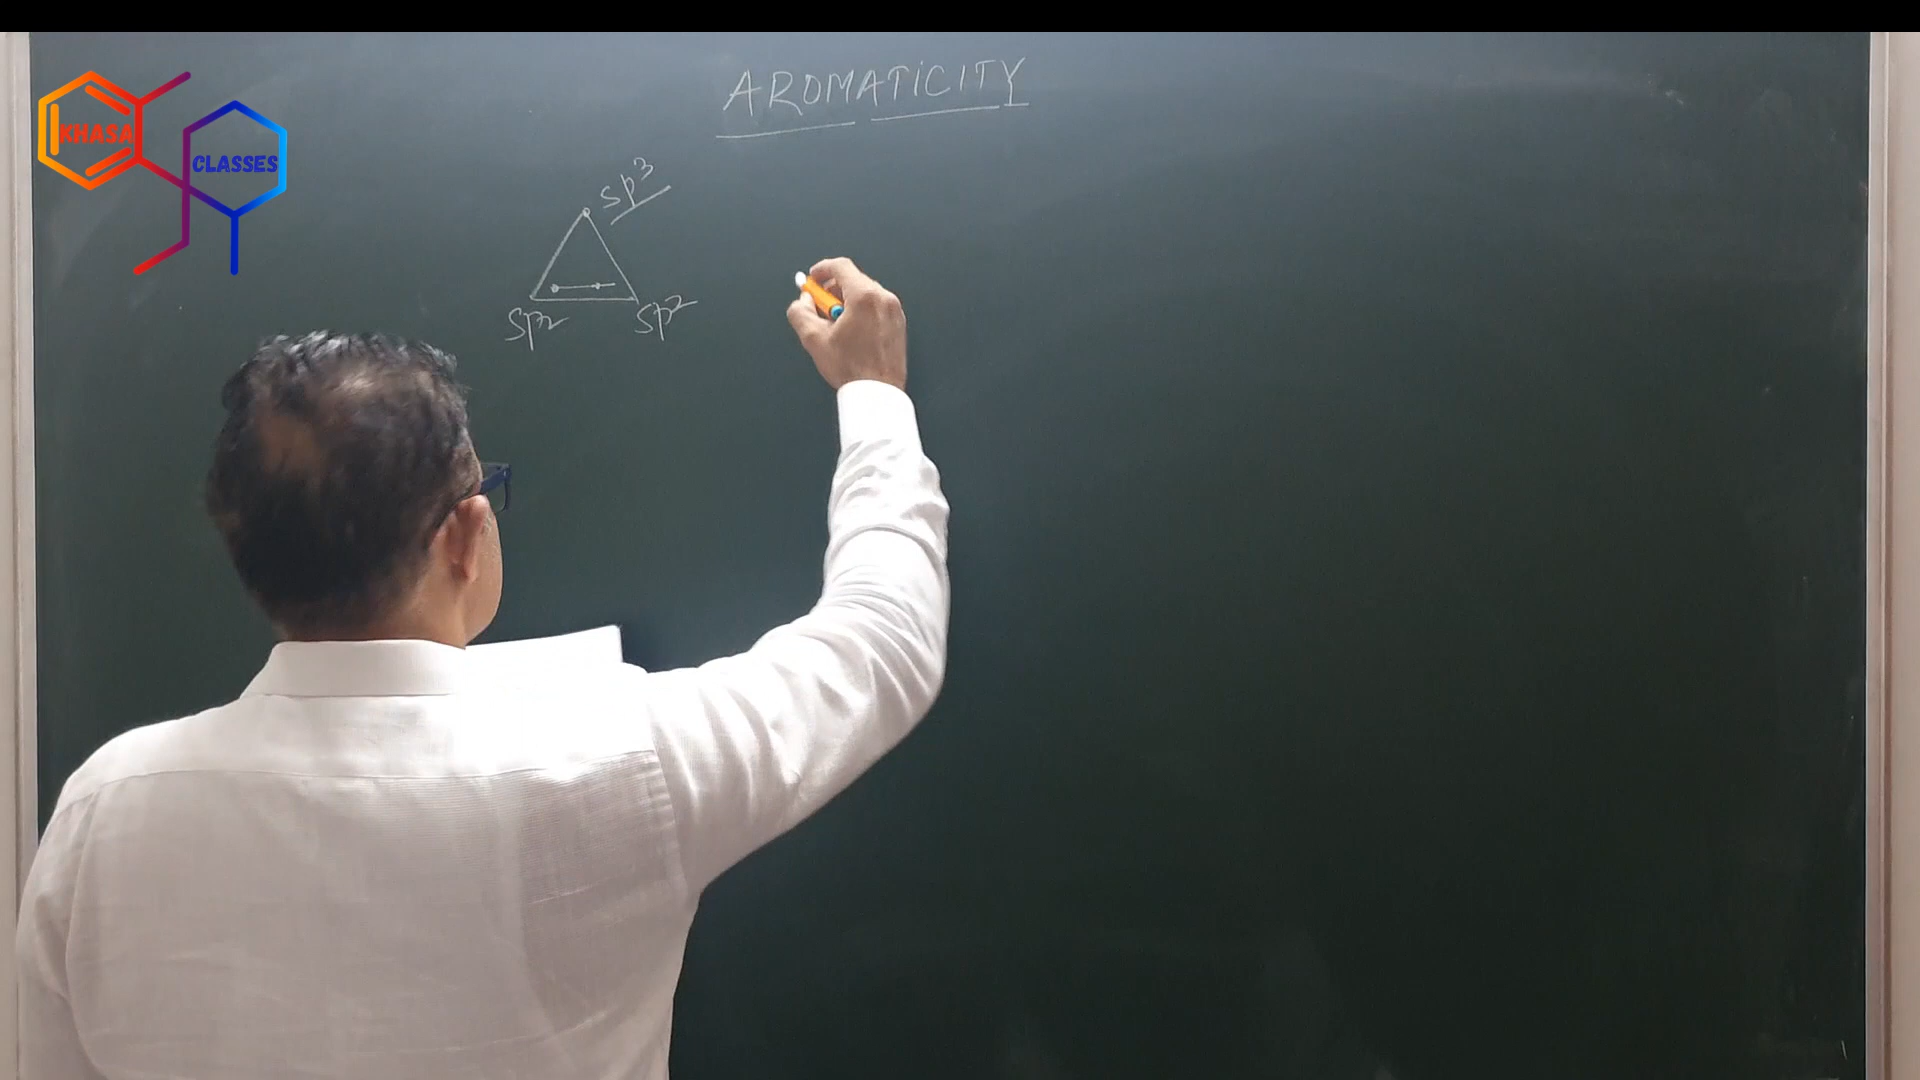 AROMATICITY
KHASA
CLASSES
sp3
sp2
sp2